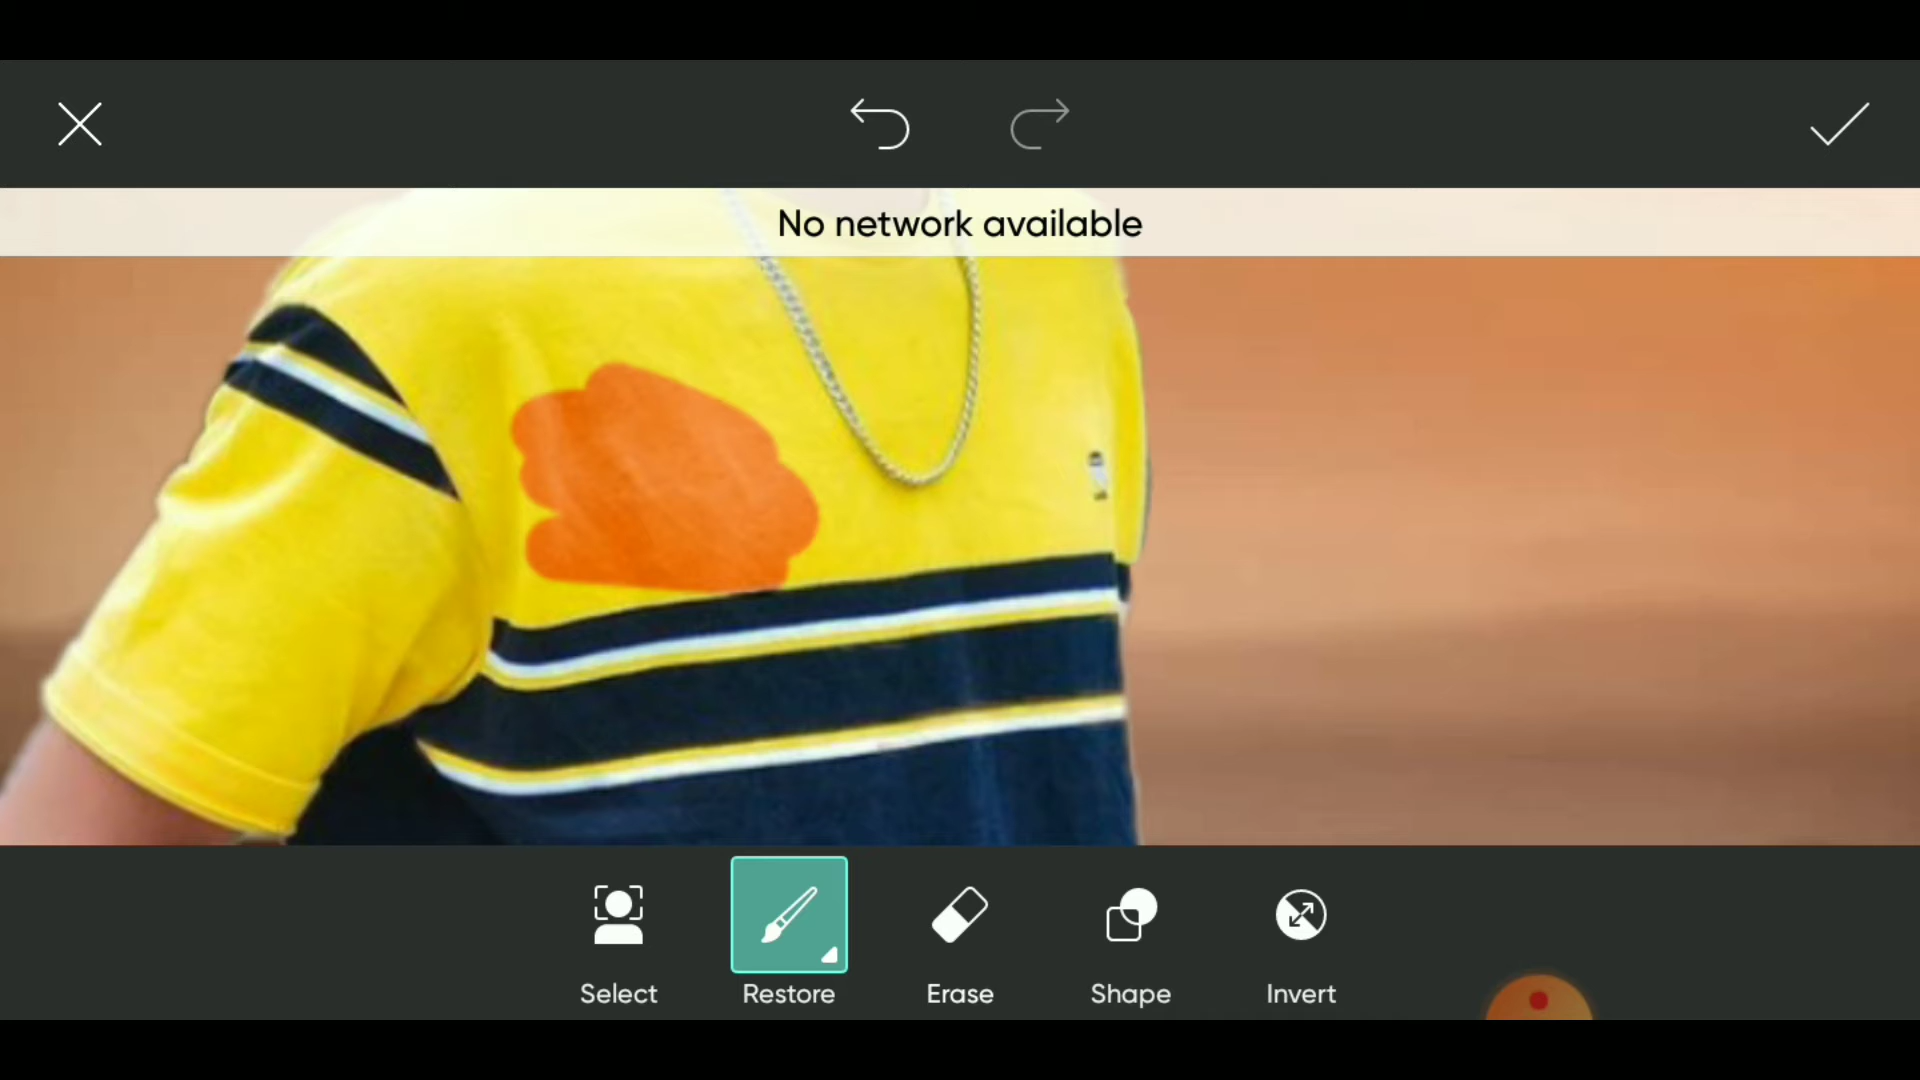 No network available
Select
Restore
Erase
Shape
Invert